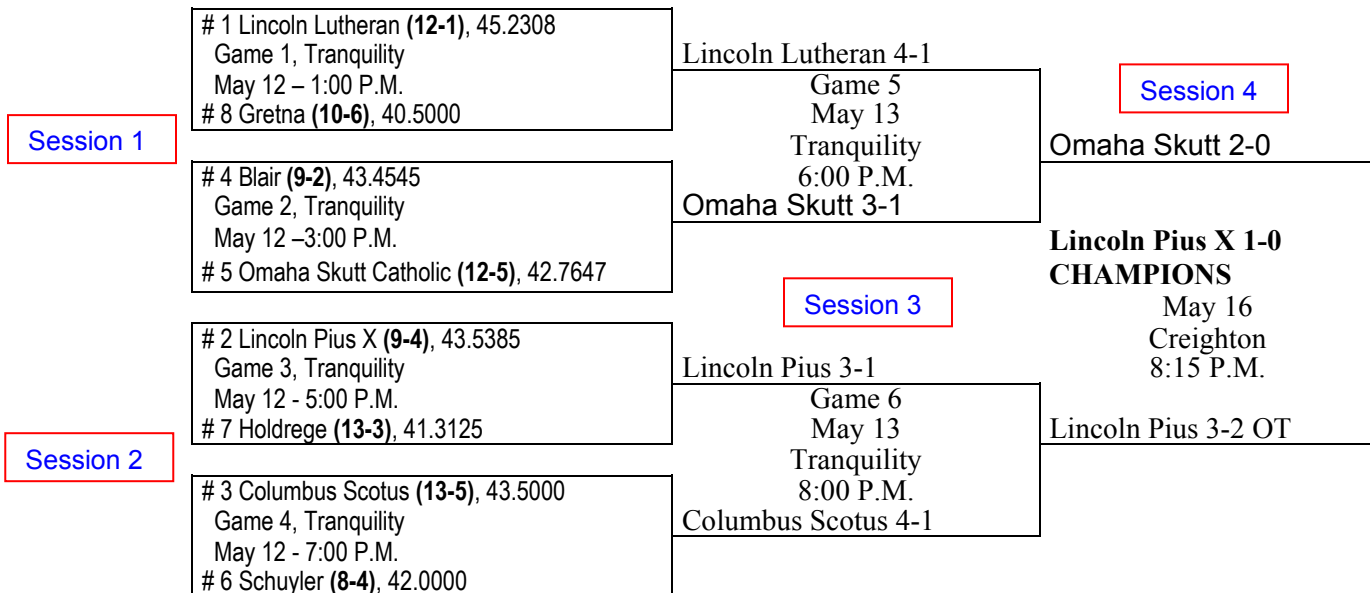 # 1 Lincoln Lutheran (12-1), 45.2308
Game 1, Tranquility
May 12 – 1:00 P.M.
# 8 Gretna (10-6), 40.5000
Session 1
# 4 Blair (9-2), 43.4545
Game 2, Tranquility
May 12 –3:00 P.M.
# 5 Omaha Skutt Catholic (12-5), 42.7647
# 2 Lincoln Pius X (9-4), 43.5385
Game 3, Tranquility
May 12 - 5:00 P.M.
# 7 Holdrege (13-3), 41.3125
Session 2
# 3 Columbus Scotus (13-5), 43.5000
Game 4, Tranquility
May 12 - 7:00 P.M.
# 6 Schuyler (8-4), 42.0000
Lincoln Lutheran 4-1
Game 5
May 13
Tranquility
6:00 P.M.
Omaha Skutt 3-1
Session 3
Lincoln Pius 3-1
Game 6
May 13
Tranquility
8:00 P.M.
Columbus Scotus 4-1
Session 4
Omaha Skutt 2-0
Lincoln Pius X 1-0
CHAMPIONS
May 16
Creighton
8:15 P.M.
Lincoln Pius 3-2 OT